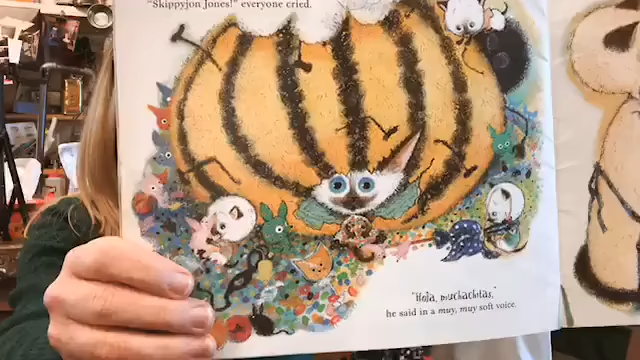 "Skippyjon Jones!" everyone cried.
"Hola, muchachitas,"
he said in a muy, muy soft voice.